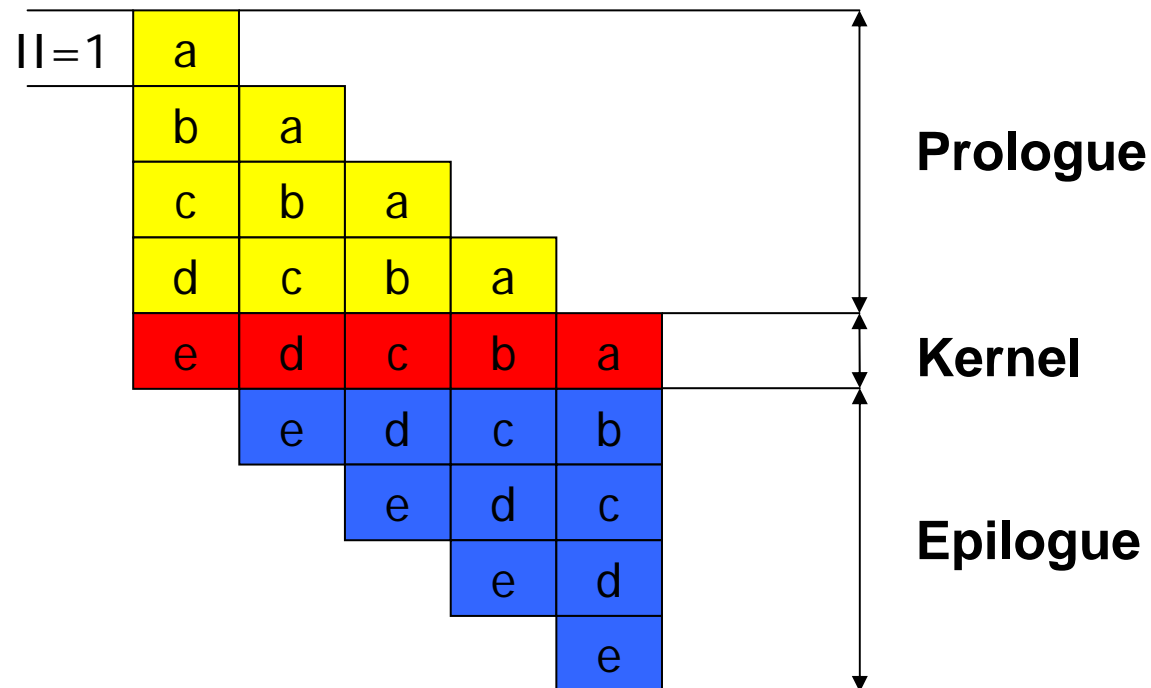 II=1 a
b a
Prologue
c b a
d c b a
e d c b a
Kernel
e d c b
e d c
Epilogue
e d
e